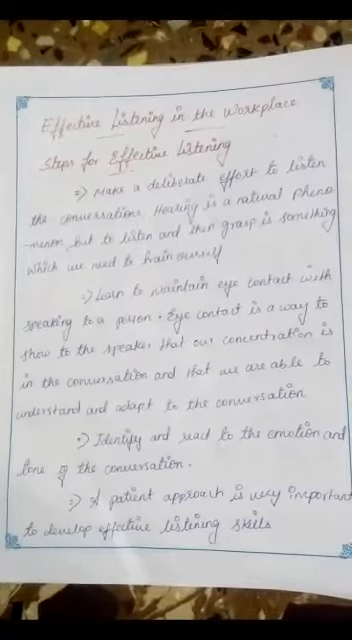 Effective Listening in the Workplace
Steps for Effective Listening
=) Make a deliberate effort to listen
the conversations. Hearing is a natural pheno
-menon, but to listen and then grasp is something
which we need to train ourself
=) Learn to maintain eye contact with
speaking to a person. Eye contact is a way to
show to the speaker that our concentration is
in the conversation and that we are able to
understand and adapt to the conversation
=) Identify and react to the emotion and
tone of the conversation.
=) A patient approach is very important
to develop effective listening skills